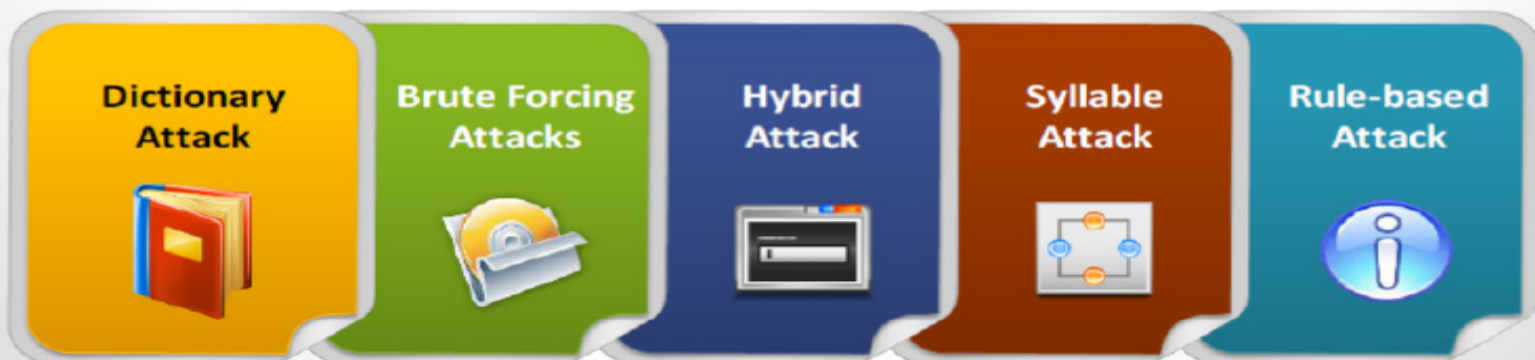 Dictionary
Attack
Brute Forcing
Attacks
Hybrid
Attack
Syllable
Attack
Rule-based
Attack